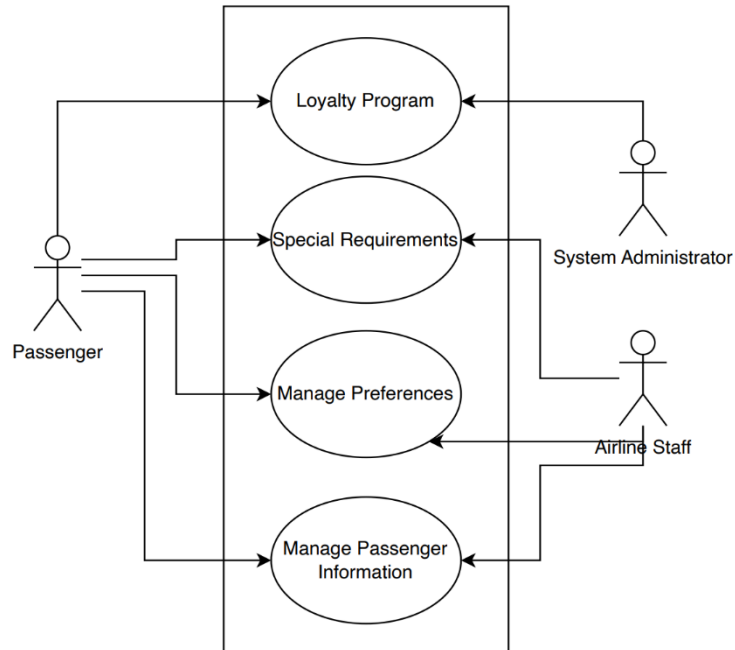 Loyalty Program
Special Requirements
System Administrator
Passenger
Manage Preferences
Airline Staff
Manage Passenger
Information